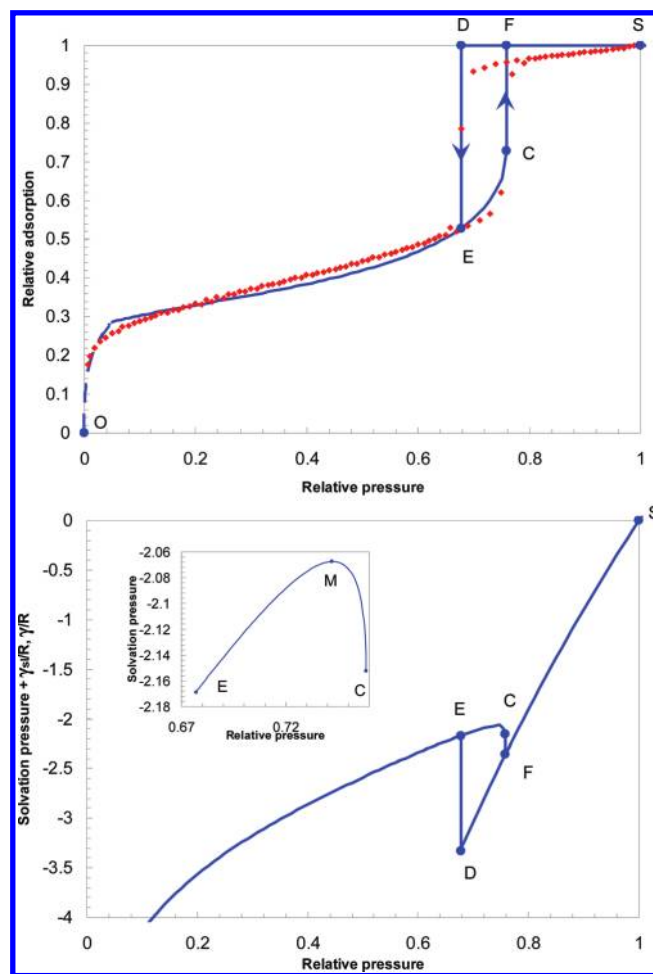 D F S
1
0.9
0.8
0.7
0.6
0.5
0.4
0.3
0.2
0.1
0
Relative adsorption
C
E
O
0 0.2 0.4 0.6 0.8 1
Relative pressure
S
0
-0.5
-1
-1.5
-2
-2.5
-3
-3.5
-4
Solvation pressure + γsl/R, γ/R
-2.06
-2.08
-2.1
-2.12
-2.14
-2.16
-2.18
Solvation pressure
M
E
C
0.67 0.72
Relative pressure
E
C
F
D
0 0.2 0.4 0.6 0.8 1
Relative pressure